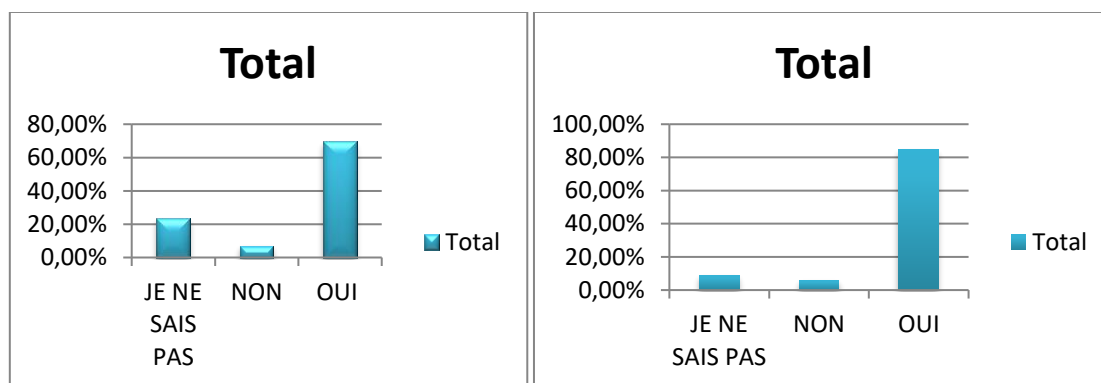 Total
80,00%
60,00%
40,00%
20,00%
0,00%
JE NE
SAIS
PAS
NON
OUI
Total
Total
100,00%
80,00%
60,00%
40,00%
20,00%
0,00%
JE NE
SAIS PAS
NON
OUI
Total